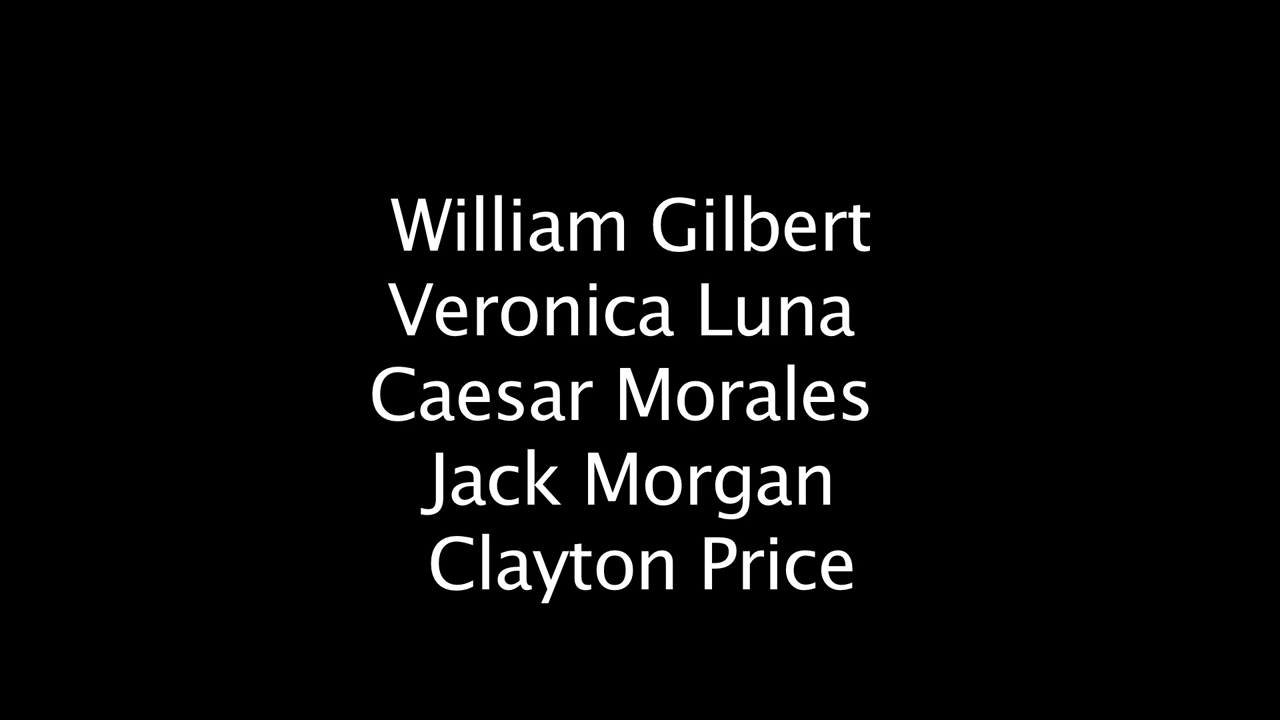 William Gilbert
Veronica Luna
Caesar Morales
Jack Morgan
Clayton Price